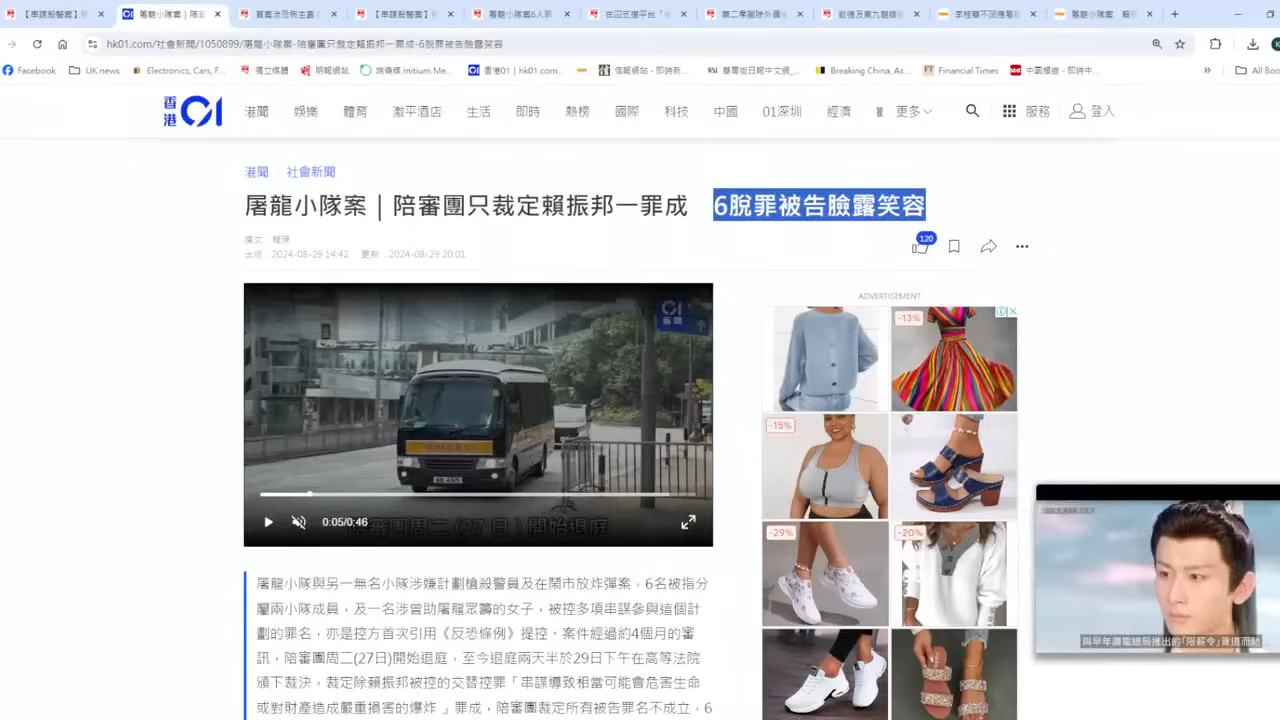 屠龍小隊案｜陪
hk01.com/社會新聞/1050899/屠龍小隊案-陪審團只裁定賴振邦一罪成-6脫罪被告臉露笑容
Facebook
UK news
Electronics, Cars, F...
獨立媒體
明報網站
端傳媒 Initium Me...
香港01 | hk01.com...
信報網站 - 即時新...
華爾街日報中文網_...
Breaking China, As...
Financial Times
中國頻道 - 即時中...
»
All Boo
香港01
港聞
娛樂
體育
激平酒店
生活
即時
熱榜
國際
科技
中國
01深圳
經濟
更多
服務
登入
港聞 / 社會新聞
屠龍小隊案｜陪審團只裁定賴振邦一罪成　6脫罪被告臉露笑容
撰文：
出版：2024-08-29 14:42　更新：2024-08-29 20:01
120
ADVERTISEMENT
01
新聞
-13%
-15%
-29%
-20%
0:05/0:46
審團周二 (27 日) 開始退庭
屠龍小隊與另一無名小隊涉嫌計劃槍殺警員及在鬧市放炸彈案，6名被指分
屬兩小隊成員，及一名涉曾助屠龍眾籌的女子，被控多項串謀參與這個計
劃的罪名，亦是控方首次引用《反恐條例》提控。案件經過約4個月的審
訊，陪審團周二(27日)開始退庭，至今退庭兩天半於29日下午在高等法院
頒下裁決，裁定除賴振邦被控的交替控罪「串謀導致相當可能會危害生命
或對財產造成嚴重損害的爆炸 」罪成，陪審團裁定所有被告罪名不成立，6
與早年廣電總局推出的「限薪令」背道而馳